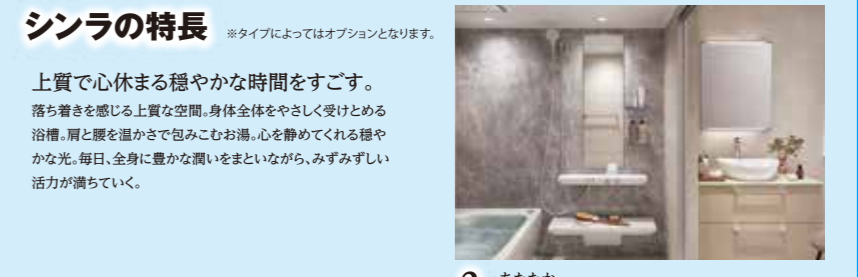 シンラの特長 ※タイプによってはオプションとなります。
上質で心休まる穏やかな時間をすごす。
落ち着きを感じる上質な空間。身体全体をやさしく受けとめる
浴槽。肩と腰を温かさで包みこむお湯。心を静めてくれる穏や
かな光。毎日、全身に豊かな潤いをまといながら、みずみずしい
活力が満ちていく。